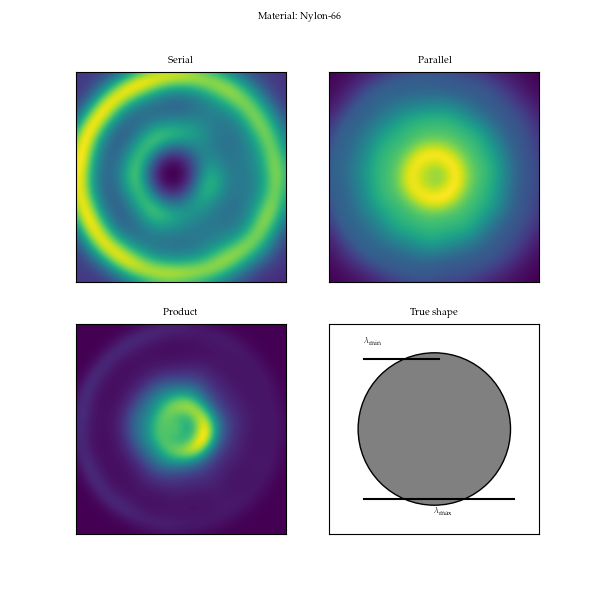 Material: Nylon-66
Serial
Parallel
Product
True shape
λmin
λmax